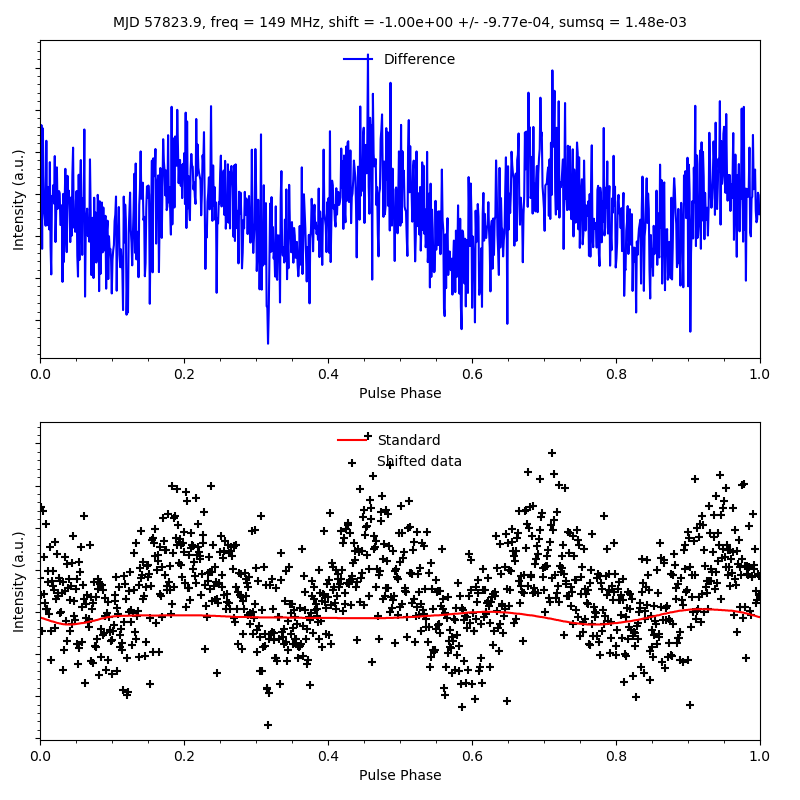 MJD 57823.9, freq = 149 MHz, shift = -1.00e+00 +/- -9.77e-04, sumsq = 1.48e-03
Difference
Intensity (a.u.)
0.0 0.2 0.4 0.6 0.8 1.0
Pulse Phase
Standard
Shifted data
Intensity (a.u.)
0.0 0.2 0.4 0.6 0.8 1.0
Pulse Phase